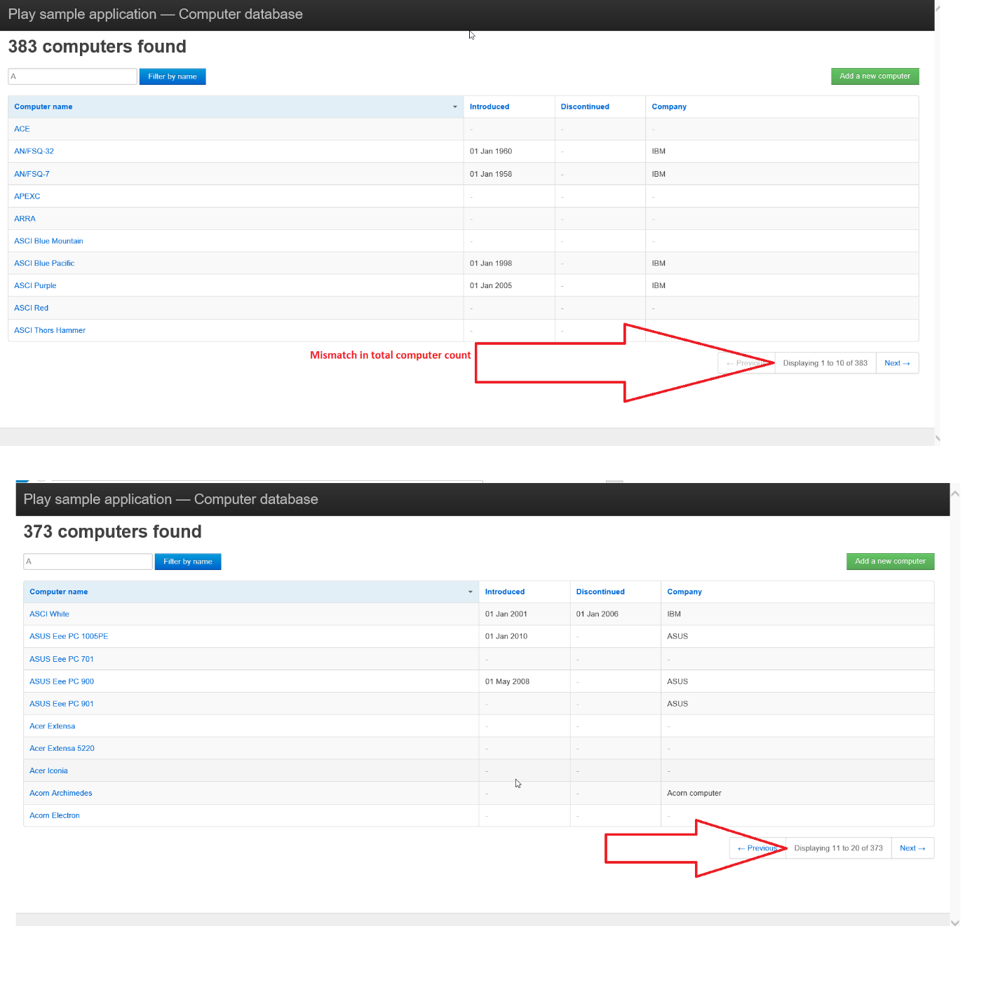 Play sample application — Computer database
383 computers found
A Filter by name Add a new computer
Computer name Introduced Discontinued Company
ACE - - -
AN/FSQ-32 01 Jan 1960 - IBM
AN/FSQ-7 01 Jan 1958 - IBM
APEXC - - -
ARRA - - -
ASCI Blue Mountain - - -
ASCI Blue Pacific 01 Jan 1998 - IBM
ASCI Purple 01 Jan 2005 - IBM
ASCI Red - - -
ASCI Thors Hammer - -
Mismatch in total computer count
← Previous Displaying 1 to 10 of 383 Next →
Play sample application — Computer database
373 computers found
A Filter by name Add a new computer
Computer name Introduced Discontinued Company
ASCI White 01 Jan 2001 01 Jan 2006 IBM
ASUS Eee PC 1005PE 01 Jan 2010 - ASUS
ASUS Eee PC 701 - - -
ASUS Eee PC 900 01 May 2008 - ASUS
ASUS Eee PC 901 - - ASUS
Acer Extensa - - -
Acer Extensa 5220 - - -
Acer Iconia - - -
Acorn Archimedes - - Acorn computer
Acorn Electron - - -
← Previous Displaying 11 to 20 of 373 Next →